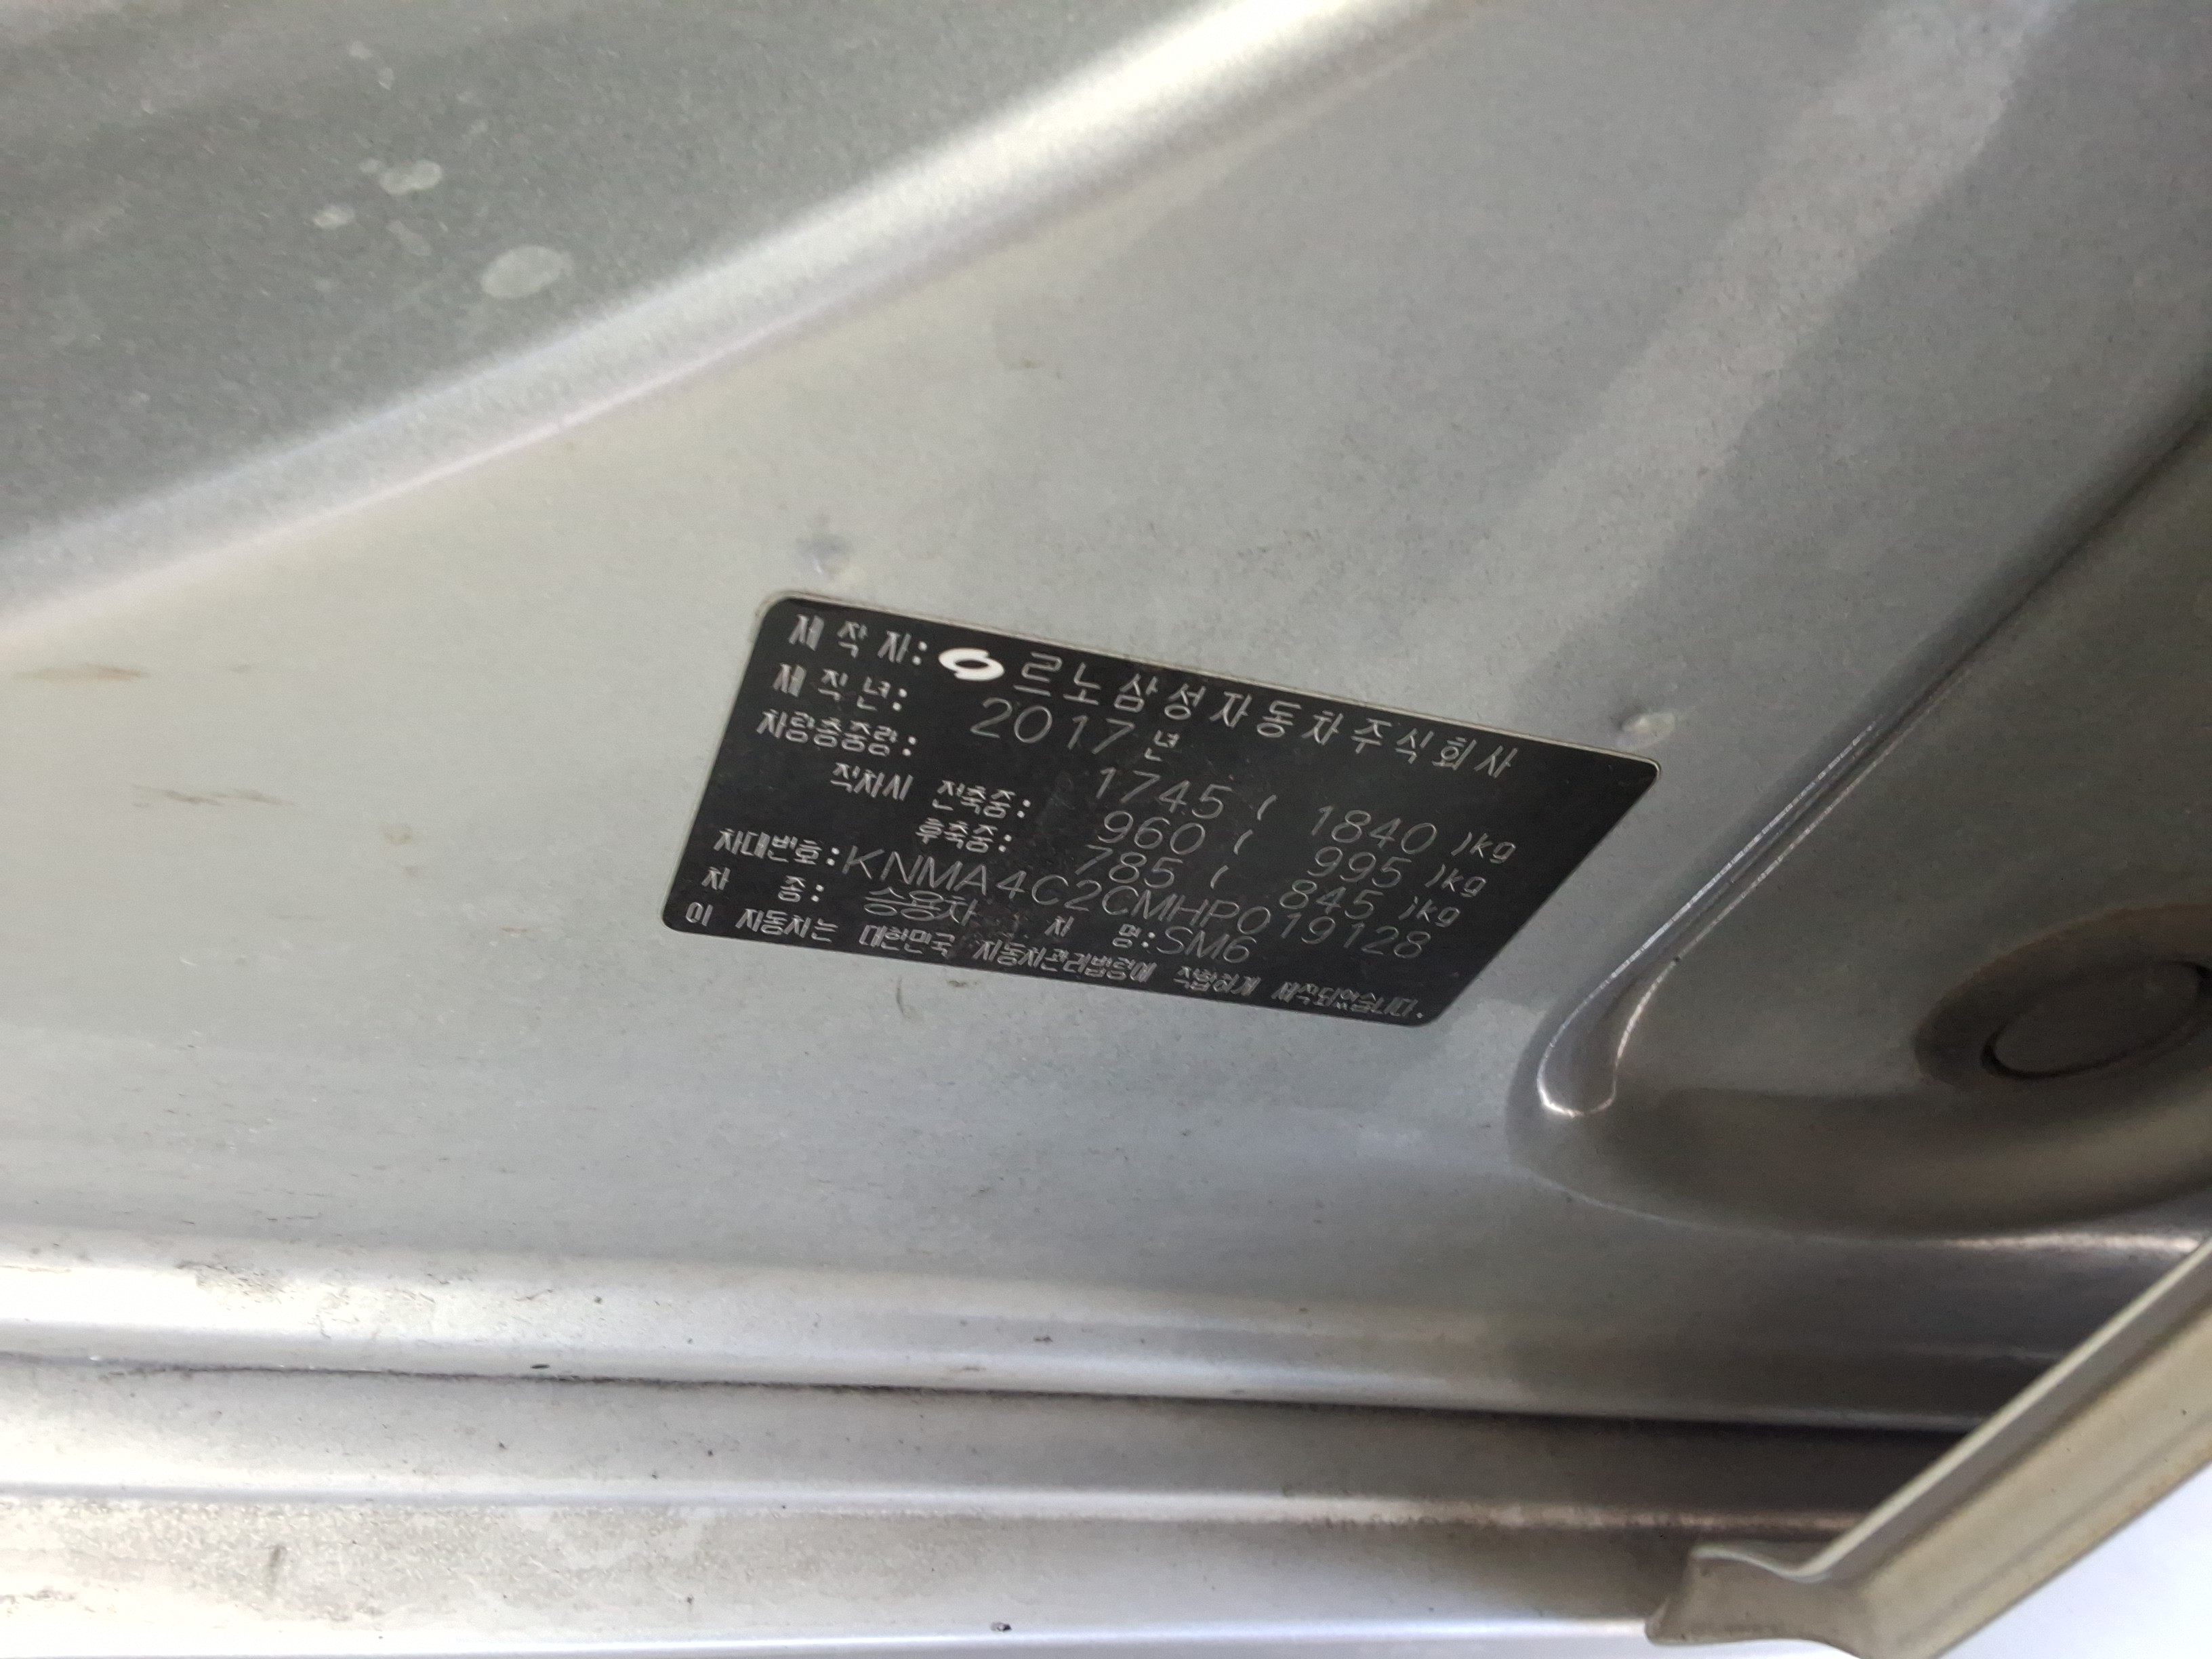 제 작 자: 르노삼성자동차주식회사
제 작 년: 2017년
차량총중량: 1745 ( 1840 )kg
적차시 전축중: 960 ( 995 )kg
후축중: 785 ( 845 )kg
차대번호: KNMA4C2CMHP019128
차 종: 승용차 차 명: SM6
이 자동차는 대한민국 자동차관리법령에 적합하게 제작되었습니다.